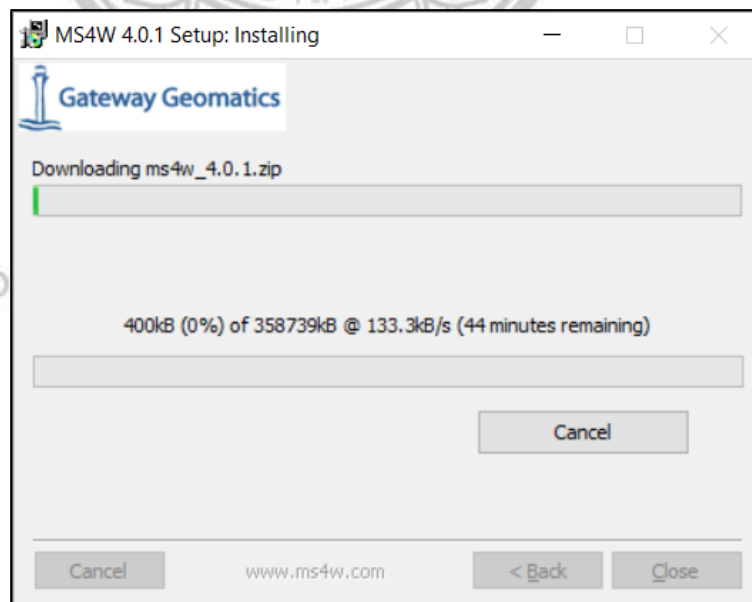 MS4W 4.0.1 Setup: Installing
Gateway Geomatics
Downloading ms4w_4.0.1.zip
400kB (0%) of 358739kB @ 133.3kB/s (44 minutes remaining)
Cancel
Cancel
www.ms4w.com
< Back
Close